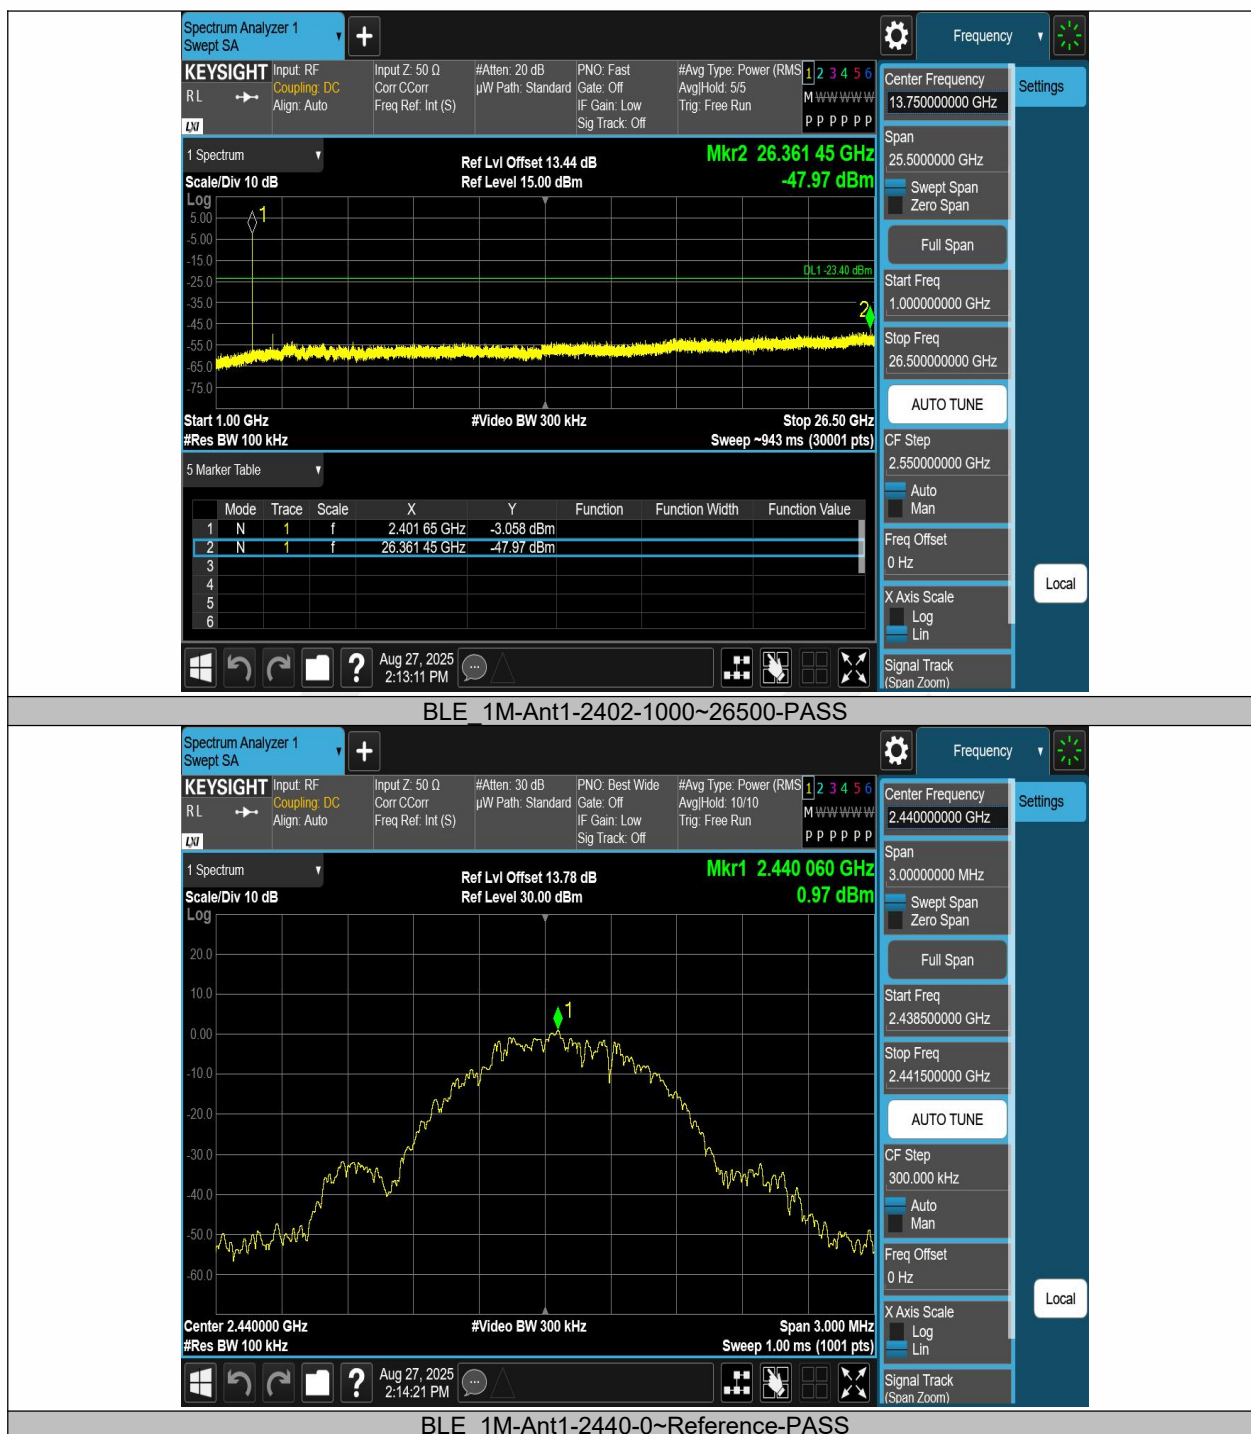 Spectrum Analyzer 1
Swept SA
Frequency
KEYSIGHT
R L
LXI
Input: RF
Coupling: DC
Align: Auto
Input Z: 50 Ω
Corr CCorr
Freq Ref: Int (S)
#Atten: 20 dB
µW Path: Standard
PNO: Fast
Gate: Off
IF Gain: Low
Sig Track: Off
#Avg Type: Power (RMS
Avg|Hold: 5/5
Trig: Free Run
1 2 3 4 5 6
M W W W W W
P P P P P P
1 Spectrum
Scale/Div 10 dB
Ref Lvl Offset 13.44 dB
Ref Level 15.00 dBm
Mkr2 26.361 45 GHz
-47.97 dBm
Log
5.00
-5.00
-15.0
-25.0
-35.0
-45.0
-55.0
-65.0
-75.0
1
DL1 -23.40 dBm
2
Start 1.00 GHz
#Res BW 100 kHz
#Video BW 300 kHz
Stop 26.50 GHz
Sweep ~943 ms (30001 pts)
5 Marker Table
Mode Trace Scale X Y Function Function Width Function Value
1 N 1 f 2.401 65 GHz -3.058 dBm
2 N 1 f 26.361 45 GHz -47.97 dBm
3
4
5
6
?
Aug 27, 2025
2:13:11 PM
Center Frequency
13.750000000 GHz
Settings
Span
25.5000000 GHz
Swept Span
Zero Span
Full Span
Start Freq
1.000000000 GHz
Stop Freq
26.500000000 GHz
AUTO TUNE
CF Step
2.550000000 GHz
Auto
Man
Freq Offset
0 Hz
Local
X Axis Scale
Log
Lin
Signal Track
(Span Zoom)
BLE_1M-Ant1-2402-1000~26500-PASS
Spectrum Analyzer 1
Swept SA
Frequency
KEYSIGHT
R L
LXI
Input: RF
Coupling: DC
Align: Auto
Input Z: 50 Ω
Corr CCorr
Freq Ref: Int (S)
#Atten: 30 dB
µW Path: Standard
PNO: Best Wide
Gate: Off
IF Gain: Low
Sig Track: Off
#Avg Type: Power (RMS
Avg|Hold: 10/10
Trig: Free Run
1 2 3 4 5 6
M W W W W W
P P P P P P
1 Spectrum
Scale/Div 10 dB
Ref Lvl Offset 13.78 dB
Ref Level 30.00 dBm
Mkr1 2.440 060 GHz
0.97 dBm
Log
20.0
10.0
0.00
-10.0
-20.0
-30.0
-40.0
-50.0
-60.0
1
Center 2.440000 GHz
#Res BW 100 kHz
#Video BW 300 kHz
Span 3.000 MHz
Sweep 1.00 ms (1001 pts)
?
Aug 27, 2025
2:14:21 PM
Center Frequency
2.440000000 GHz
Settings
Span
3.00000000 MHz
Swept Span
Zero Span
Full Span
Start Freq
2.438500000 GHz
Stop Freq
2.441500000 GHz
AUTO TUNE
CF Step
300.000 kHz
Auto
Man
Freq Offset
0 Hz
Local
X Axis Scale
Log
Lin
Signal Track
(Span Zoom)
BLE_1M-Ant1-2440-0~Reference-PASS